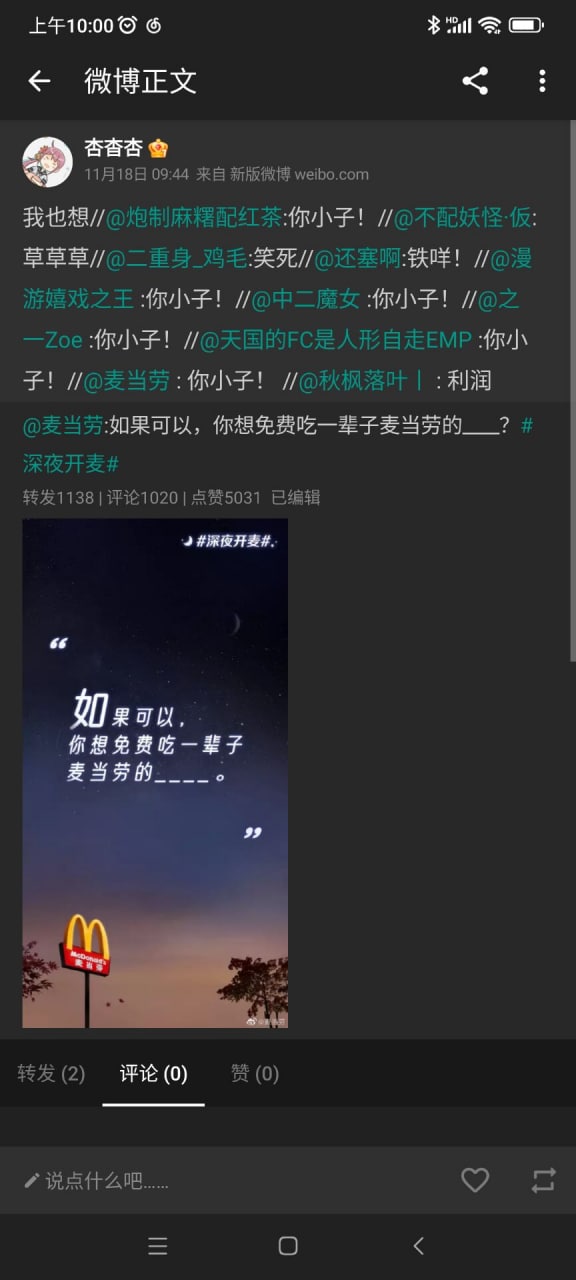 上午10:00
HD
微博正文
杏杳杏
11月18日 09:44 来自 新版微博 weibo.com
我也想//@炮制麻糬配红茶:你小子！//@不配妖怪·仮:
草草草//@二重身_鸡毛:笑死//@还塞啊:铁咩！//@漫
游嬉戏之王 :你小子！//@中二魔女 :你小子！//@之
一Zoe :你小子！//@天国的FC是人形自走EMP :你小
子！//@麦当劳 : 你小子！ //@秋枫落叶丨 : 利润
@麦当劳:如果可以，你想免费吃一辈子麦当劳的____？#
深夜开麦#
转发1138 | 评论1020 | 点赞5031 已编辑
#深夜开麦#
“
如果可以，
你想免费吃一辈子
麦当劳的____。
”
McDonald's
麦当劳
转发 (2) 评论 (0) 赞 (0)
说点什么吧......